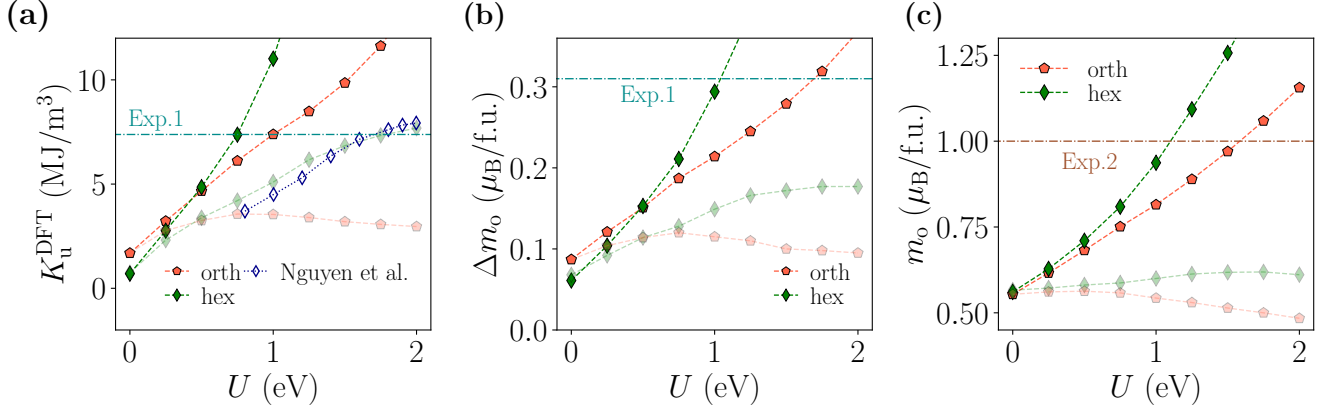 (a)
K_u^DFT (MJ/m³)
10
5
0
Exp.1
orth
hex
Nguyen et al.
0
1
2
U (eV)
(b)
Δm_o (μ_B/f.u.)
0.3
0.2
0.1
0.0
Exp.1
orth
hex
0
1
2
U (eV)
(c)
m_o (μ_B/f.u.)
1.25
1.00
0.75
0.50
orth
hex
Exp.2
0
1
2
U (eV)